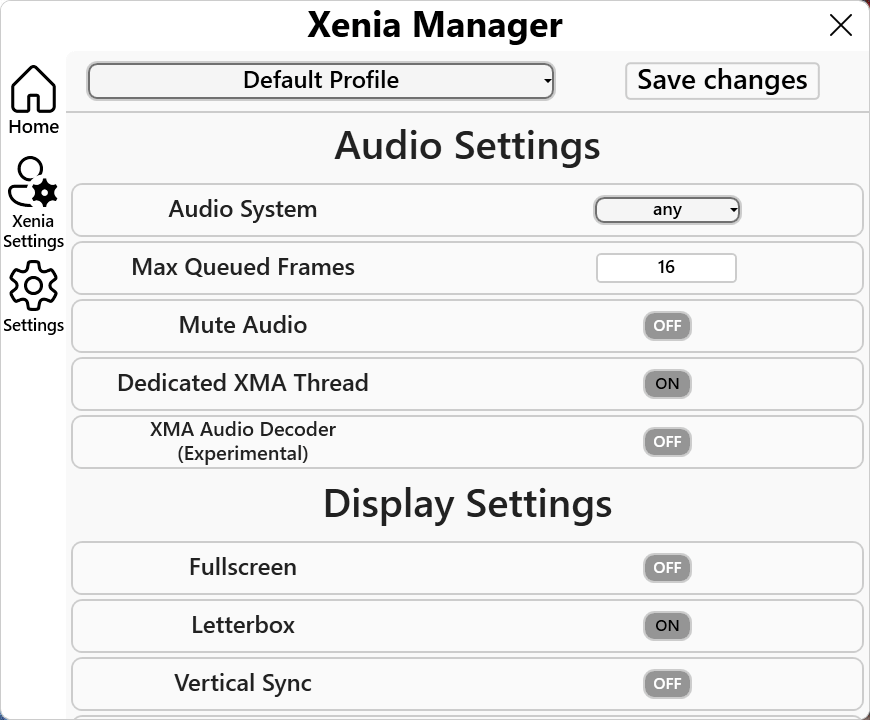 Xenia Manager
Default Profile
Save changes
Home
Xenia
Settings
Settings
Audio Settings
Audio System
any
Max Queued Frames
16
Mute Audio
OFF
Dedicated XMA Thread
ON
XMA Audio Decoder
(Experimental)
OFF
Display Settings
Fullscreen
OFF
Letterbox
ON
Vertical Sync
OFF